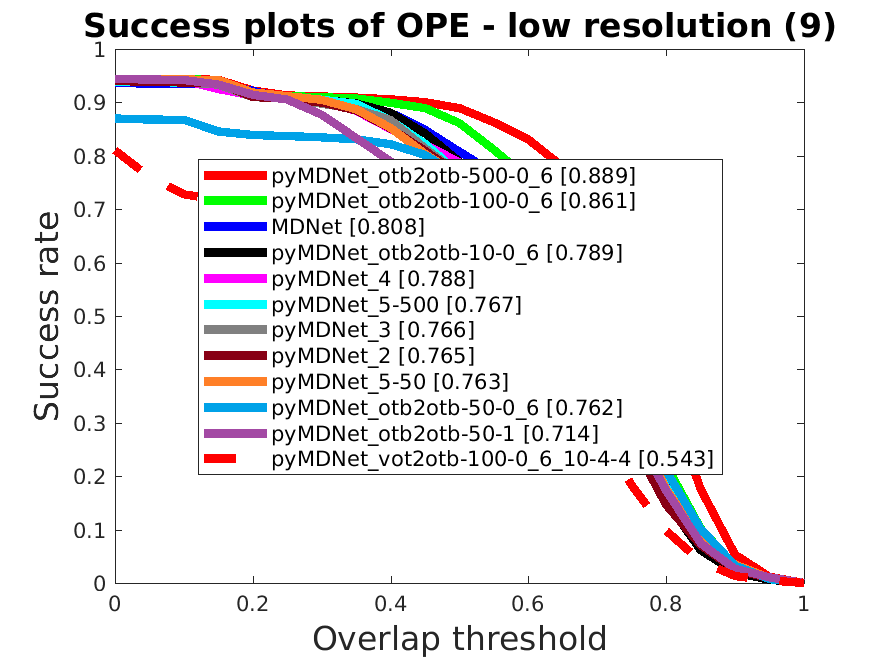 Success plots of OPE - low resolution (9)
1
0.9
0.8
0.7
0.6
0.5
0.4
0.3
0.2
0.1
0
Success rate
pyMDNet_otb2otb-500-0_6 [0.889]
pyMDNet_otb2otb-100-0_6 [0.861]
MDNet [0.808]
pyMDNet_otb2otb-10-0_6 [0.789]
pyMDNet_4 [0.788]
pyMDNet_5-500 [0.767]
pyMDNet_3 [0.766]
pyMDNet_2 [0.765]
pyMDNet_5-50 [0.763]
pyMDNet_otb2otb-50-0_6 [0.762]
pyMDNet_otb2otb-50-1 [0.714]
pyMDNet_vot2otb-100-0_6_10-4-4 [0.543]
0 0.2 0.4 0.6 0.8 1
Overlap threshold